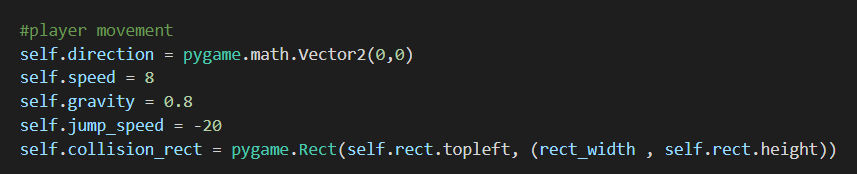 #player movement
self.direction = pygame.math.Vector2(0,0)
self.speed = 8
self.gravity = 0.8
self.jump_speed = -20
self.collision_rect = pygame.Rect(self.rect.topleft, (rect_width , self.rect.height))